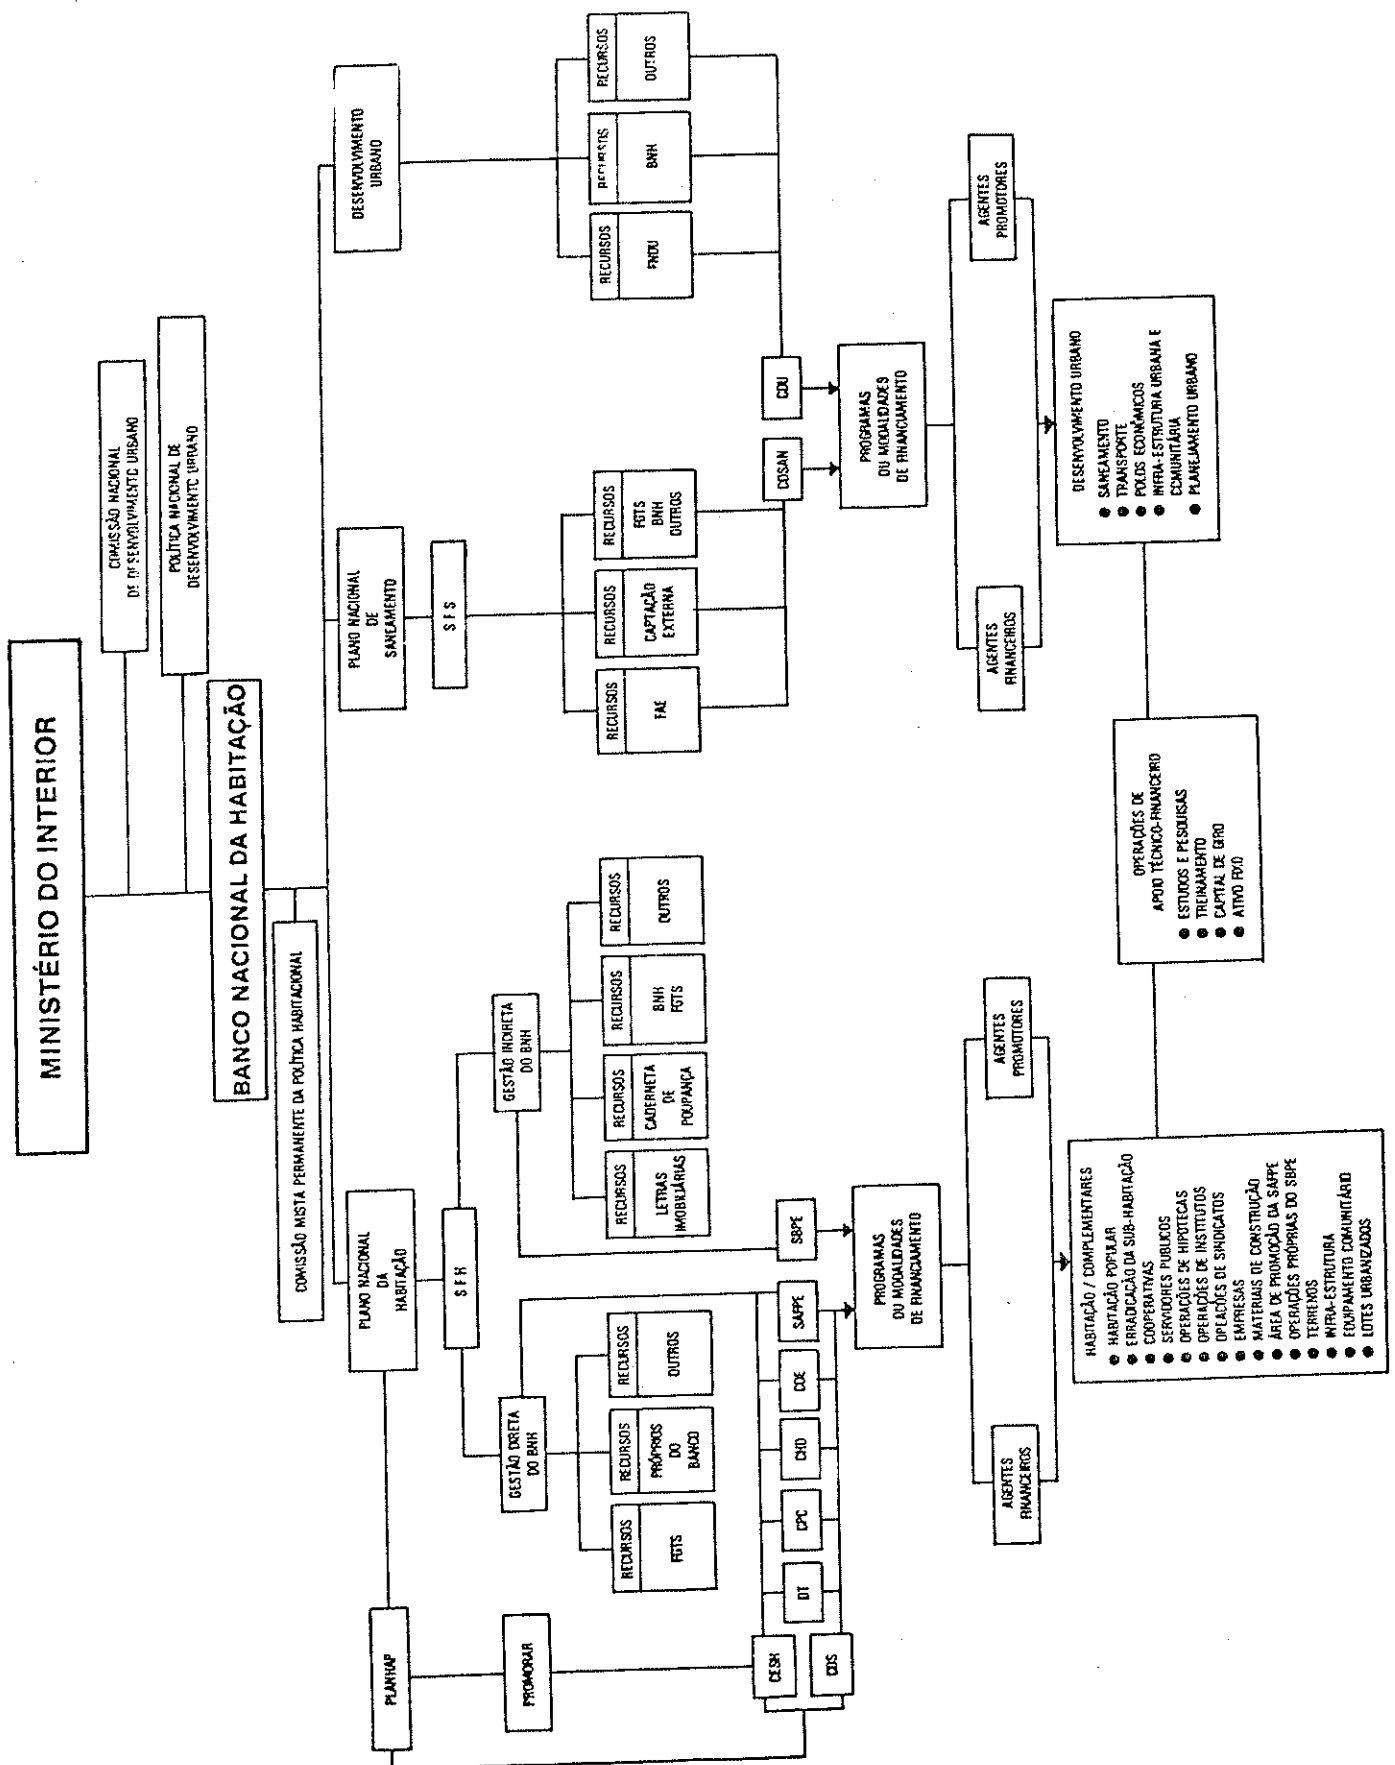 MINISTÉRIO DO INTERIOR
COMISSÃO NACIONAL
DE DESENVOLVIMENTO URBANO
POLÍTICA NACIONAL DE
DESENVOLVIMENTO URBANO
BANCO NACIONAL DA HABITAÇÃO
COMISSÃO MISTA PERMANENTE DA POLÍTICA HABITACIONAL
PLANO NACIONAL
DA
HABITAÇÃO
PLANO NACIONAL
DE
SANEAMENTO
DESENVOLVIMENTO
URBANO
PLANHAP
S F H
S F S
PROMORAR
GESTÃO DIRETA
DO BNH
GESTÃO INDIRETA
DO BNH
RECURSOS
FGTS
RECURSOS
PRÓPRIOS
DO
BANCO
RECURSOS
OUTROS
RECURSOS
LETRAS
IMOBILIÁRIAS
RECURSOS
CADERNETA
DE
POUPANÇA
RECURSOS
BNH
FGTS
RECURSOS
OUTROS
RECURSOS
FAE
RECURSOS
CAPTAÇÃO
EXTERNA
RECURSOS
FGTS
BNH
OUTROS
RECURSOS
FNDU
RECURSOS
BNH
RECURSOS
OUTROS
CESH
COS
DT
CPC
CHO
COE
SAPPE
SBPE
COSAN
CDU
PROGRAMAS
OU MODALIDADES
DE FINANCIAMENTO
PROGRAMAS
OU MODALIDADES
DE FINANCIAMENTO
AGENTES
FINANCEIROS
AGENTES
PROMOTORES
AGENTES
FINANCEIROS
AGENTES
PROMOTORES
HABITAÇÃO / COMPLEMENTARES
● HABITAÇÃO POPULAR
● ERRADICAÇÃO DA SUB-HABITAÇÃO
● COOPERATIVAS
● SERVIDORES PUBLICOS
● OPERAÇÕES DE HIPOTECAS
● OPERAÇÕES DE INSTITUTOS
● OPELAÇÕES DE SINDICATOS
● EMPRESAS
● MATERIAIS DE CONSTRUÇÃO
● ÁREA DE PROMOÇÃO DA SAPPE
● OPERAÇÕES PRÓPRIAS DO SBPE
● TERRENOS
● INFRA-ESTRUTURA
● EQUIPAMENTO COMUNITÁRIO
● LOTES URBANIZADOS
OPERAÇÕES DE
APOIO TÉCNICO-FINANCEIRO
● ESTUDOS E PESQUISAS
● TREINAMENTO
● CAPITAL DE GIRO
● ATIVO FIXO
DESENVOLVIMENTO URBANO
● SANEAMENTO
● TRANSPORTE
● POLOS ECONÔMICOS
● INFRA-ESTRUTURA URBANA E
COMUNITÁRIA
● PLANEJAMENTO URBANO